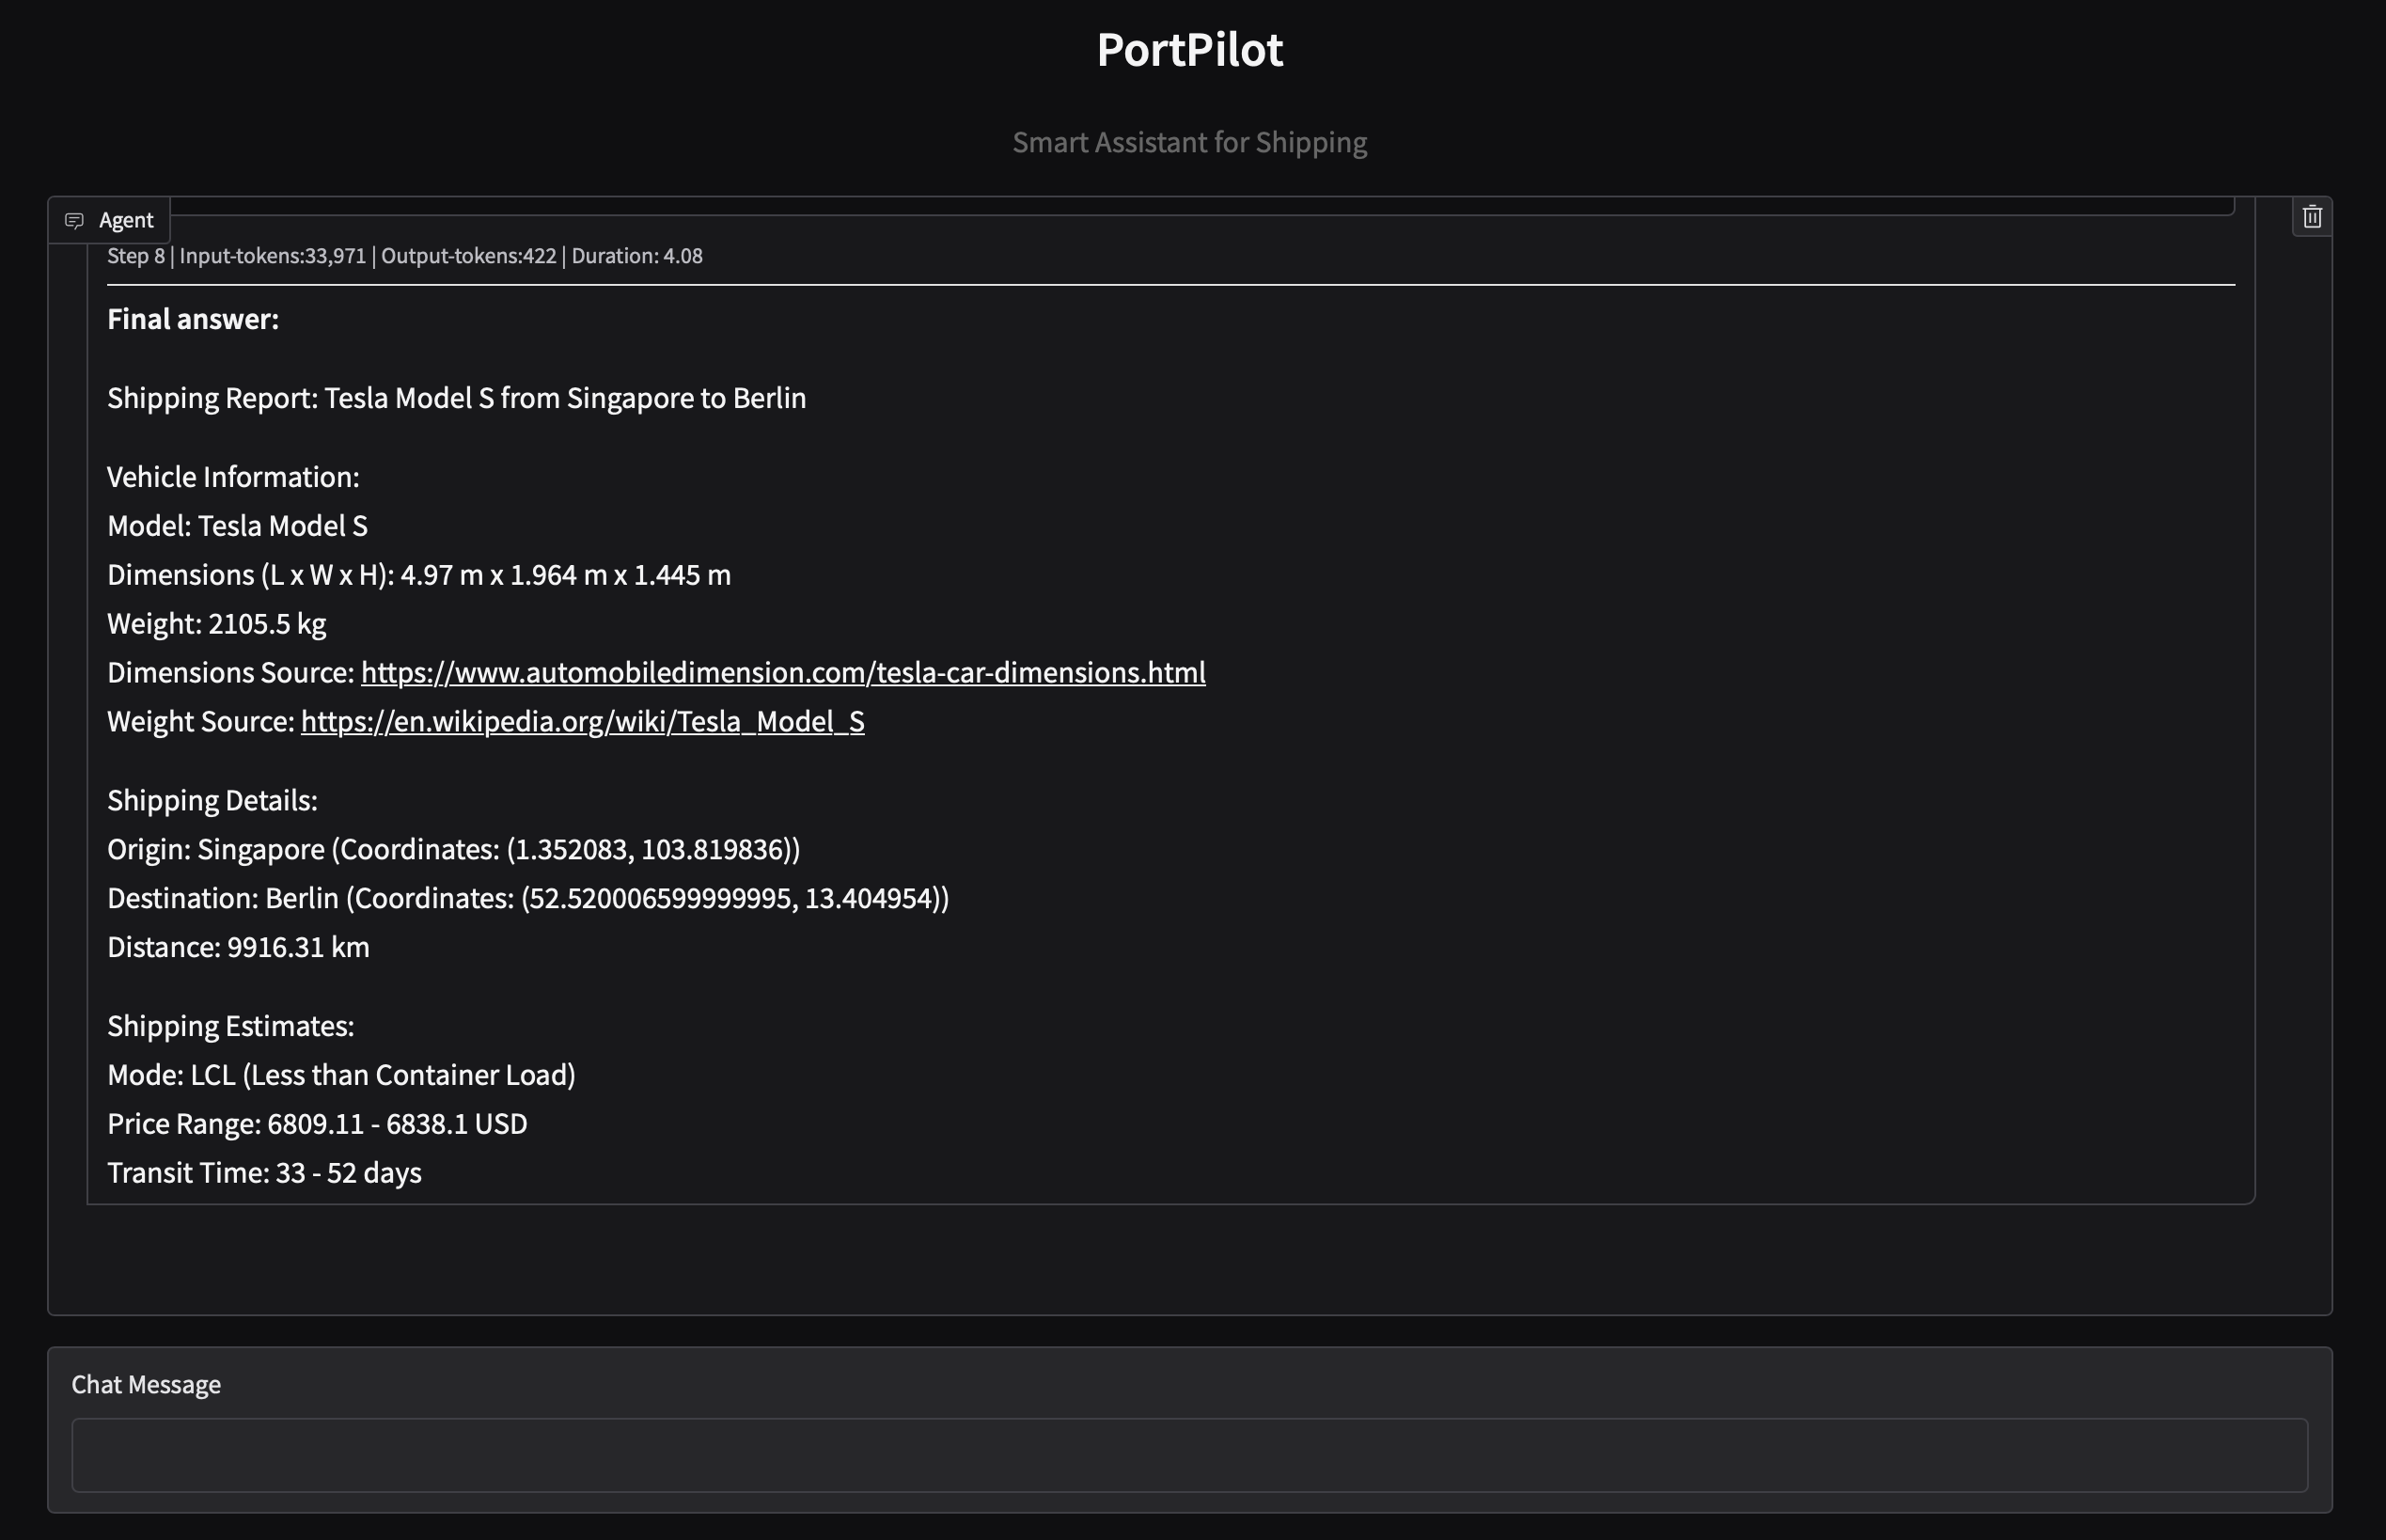 PortPilot
Smart Assistant for Shipping
Agent
Step 8 | Input-tokens:33,971 | Output-tokens:422 | Duration: 4.08
Final answer:
Shipping Report: Tesla Model S from Singapore to Berlin
Vehicle Information:
Model: Tesla Model S
Dimensions (L x W x H): 4.97 m x 1.964 m x 1.445 m
Weight: 2105.5 kg
Dimensions Source: https://www.automobiledimension.com/tesla-car-dimensions.html
Weight Source: https://en.wikipedia.org/wiki/Tesla_Model_S
Shipping Details:
Origin: Singapore (Coordinates: (1.352083, 103.819836))
Destination: Berlin (Coordinates: (52.520006599999995, 13.404954))
Distance: 9916.31 km
Shipping Estimates:
Mode: LCL (Less than Container Load)
Price Range: 6809.11 - 6838.1 USD
Transit Time: 33 - 52 days
Chat Message